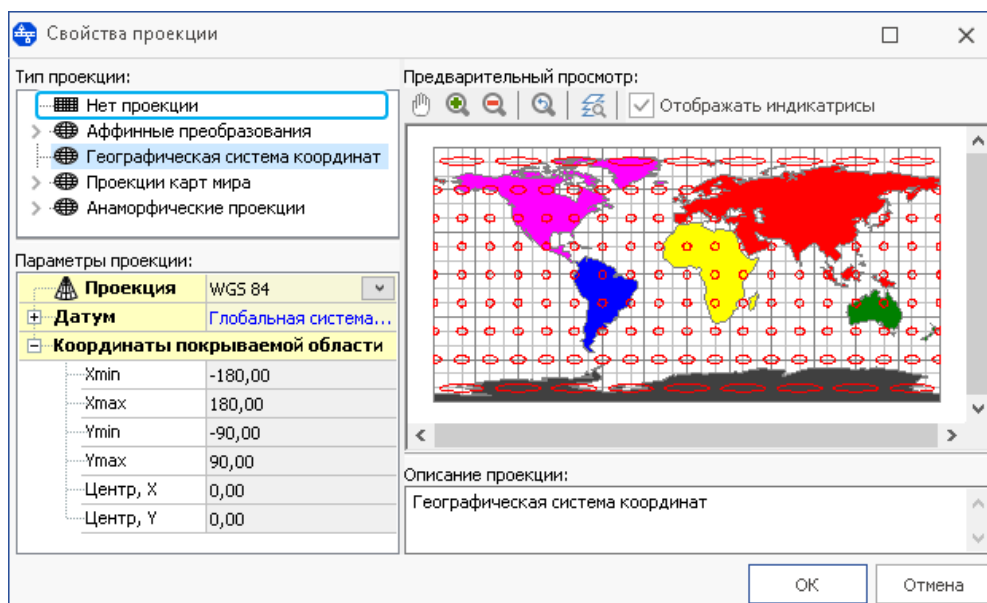 Свойства проекции
Тип проекции:
Нет проекции
Аффинные преобразования
Географическая система координат
Проекции карт мира
Анаморфические проекции
Параметры проекции:
Проекция WGS 84
Датум Глобальная система...
Координаты покрываемой области
Xmin -180,00
Xmax 180,00
Ymin -90,00
Ymax 90,00
Центр, X 0,00
Центр, Y 0,00
Предварительный просмотр:
Отображать индикатрисы
Описание проекции:
Географическая система координат
ОК Отмена